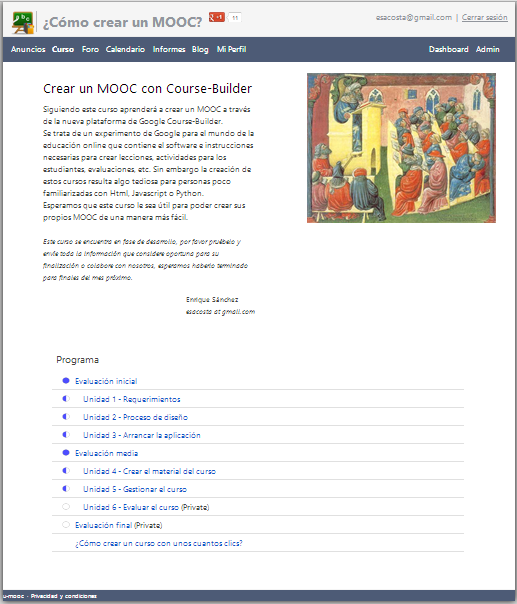 ¿Cómo crear un MOOC? +1 11
esacosta@gmail.com | Cerrar sesión
Anuncios Curso Foro Calendario Informes Blog Mi Perfil Dashboard Admin
Crear un MOOC con Course-Builder
Siguiendo este curso aprenderá a crear un MOOC a través
de la nueva plataforma de Google Course-Builder.
Se trata de un experimento de Google para el mundo de la
educación online que contiene el software e instrucciones
necesarias para crear lecciones, actividades para los
estudiantes, evaluaciones, etc. Sin embargo la creación de
estos cursos resulta algo tediosa para personas poco
familiarizadas con Html, Javascript o Python.
Esperamos que este curso le sea útil para poder crear sus
propios MOOC de una manera más fácil.
Este curso se encuentra en fase de desarrollo, por favor pruébelo y
envíe toda la información que considere oportuna para su
finalización o colabore con nosotros, esperamos haberlo terminado
para finales del mes próximo.
Enrique Sánchez
esacosta at gmail.com
Programa
Evaluación inicial
Unidad 1 - Requerimientos
Unidad 2 - Proceso de diseño
Unidad 3 - Arrancar la aplicación
Evaluación media
Unidad 4 - Crear el material del curso
Unidad 5 - Gestionar el curso
Unidad 6 - Evaluar el curso (Private)
Evaluación final (Private)
¿Cómo crear un curso con unos cuantos clics?
u-mooc - Privacidad y condiciones